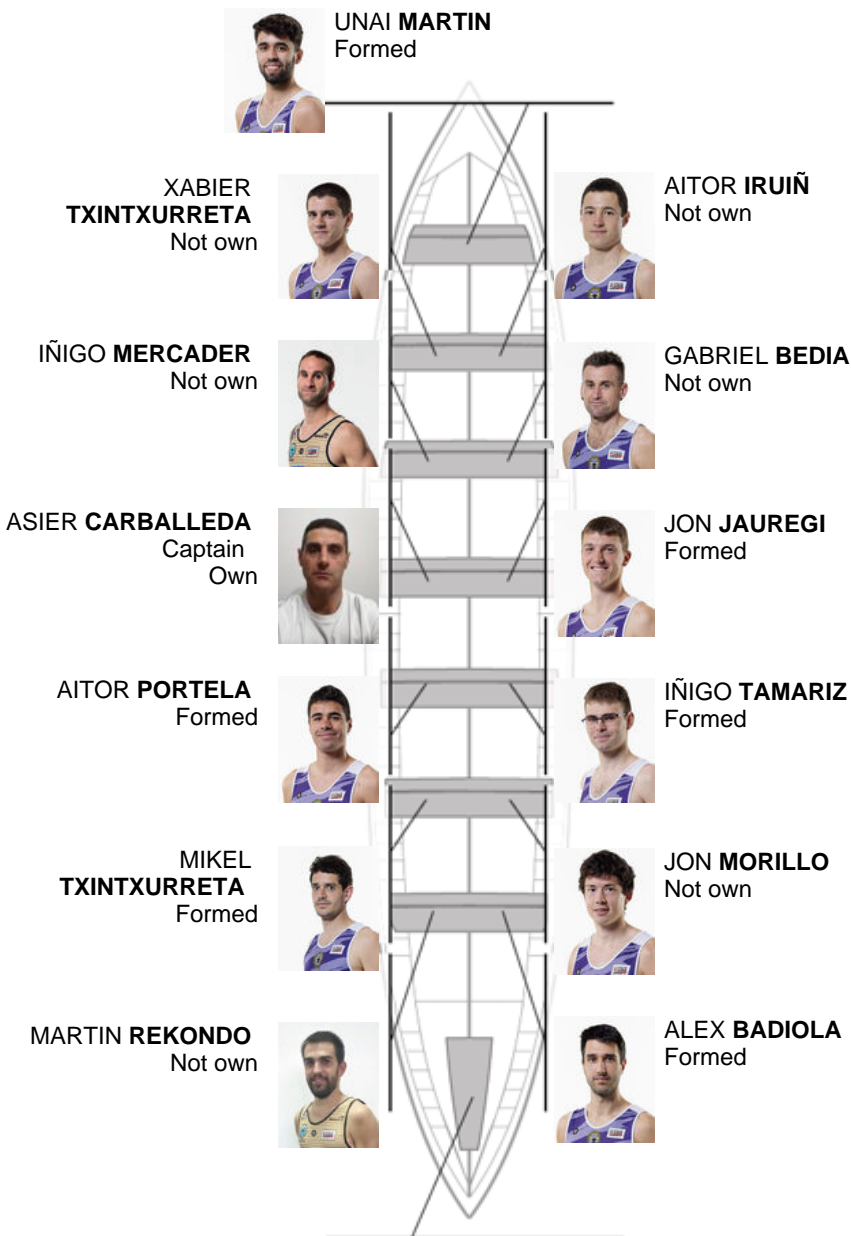 UNAI MARTIN
Formed
XABIER
TXINTXURRETA
Not own
AITOR IRUIÑ
Not own
IÑIGO MERCADER
Not own
GABRIEL BEDIA
Not own
ASIER CARBALLEDA
Captain
Own
JON JAUREGI
Formed
AITOR PORTELA
Formed
IÑIGO TAMARIZ
Formed
MIKEL
TXINTXURRETA
Formed
JON MORILLO
Not own
MARTIN REKONDO
Not own
ALEX BADIOLA
Formed